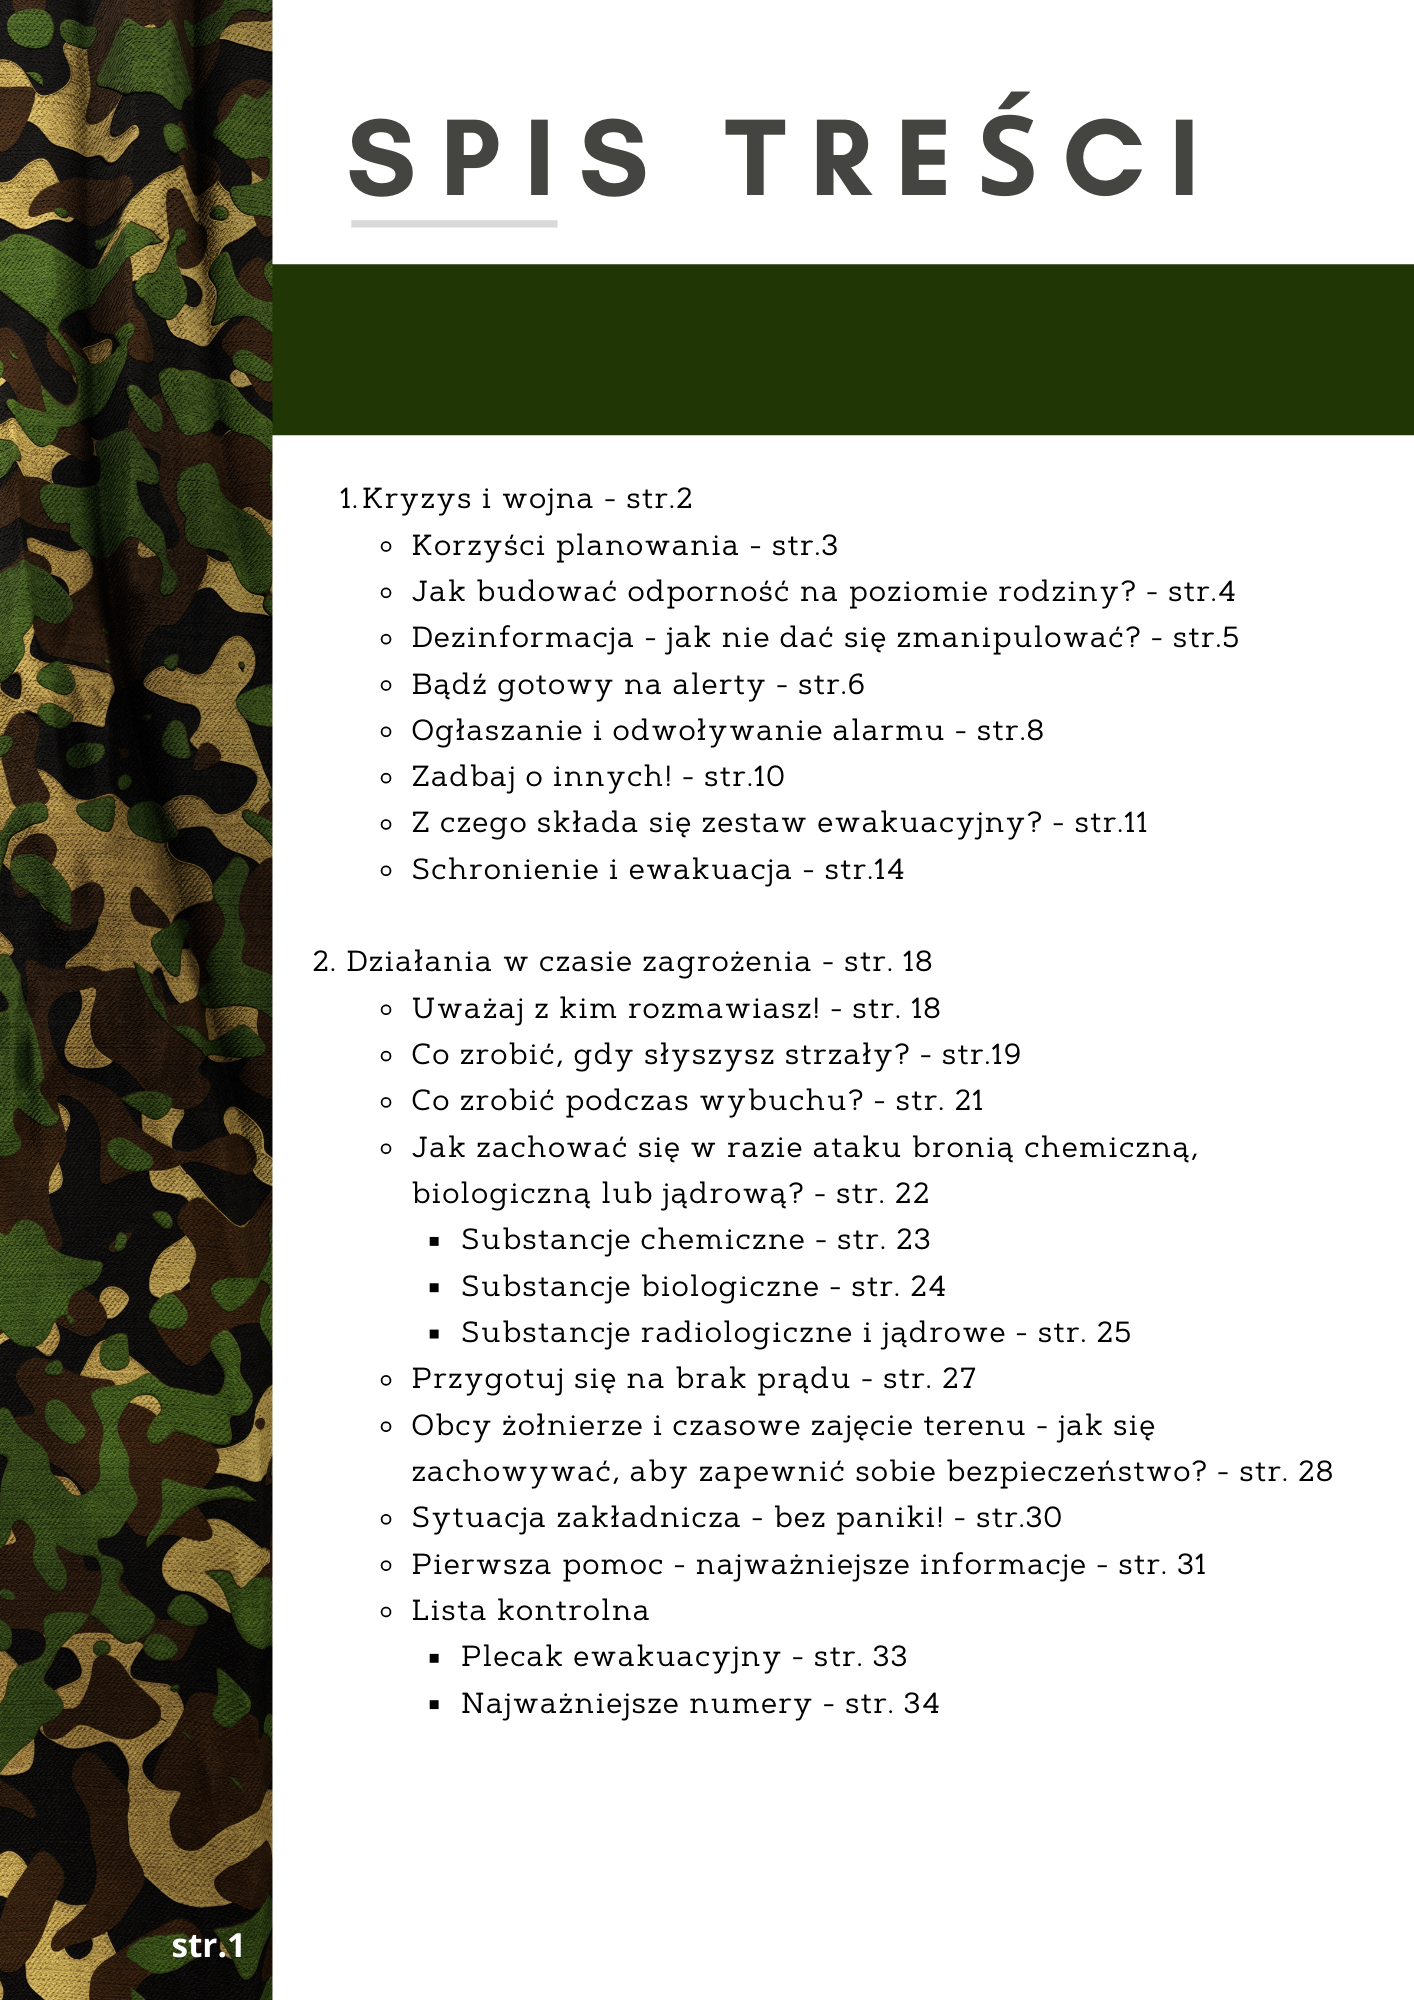 SPIS TREŚCI
1. Kryzys i wojna - str.2
Korzyści planowania - str.3
Jak budować odporność na poziomie rodziny? - str.4
Dezinformacja - jak nie dać się zmanipulować? - str.5
Bądź gotowy na alerty - str.6
Ogłaszanie i odwoływanie alarmu - str.8
Zadbaj o innych! - str.10
Z czego składa się zestaw ewakuacyjny? - str.11
Schronienie i ewakuacja - str.14
2. Działania w czasie zagrożenia - str. 18
Uważaj z kim rozmawiasz! - str. 18
Co zrobić, gdy słyszysz strzały? - str.19
Co zrobić podczas wybuchu? - str. 21
Jak zachować się w razie ataku bronią chemiczną,
biologiczną lub jądrową? - str. 22
Substancje chemiczne - str. 23
Substancje biologiczne - str. 24
Substancje radiologiczne i jądrowe - str. 25
Przygotuj się na brak prądu - str. 27
Obcy żołnierze i czasowe zajęcie terenu - jak się
zachowywać, aby zapewnić sobie bezpieczeństwo? - str. 28
Sytuacja zakładnicza - bez paniki! - str.30
Pierwsza pomoc - najważniejsze informacje - str. 31
Lista kontrolna
Plecak ewakuacyjny - str. 33
Najważniejsze numery - str. 34
str.1